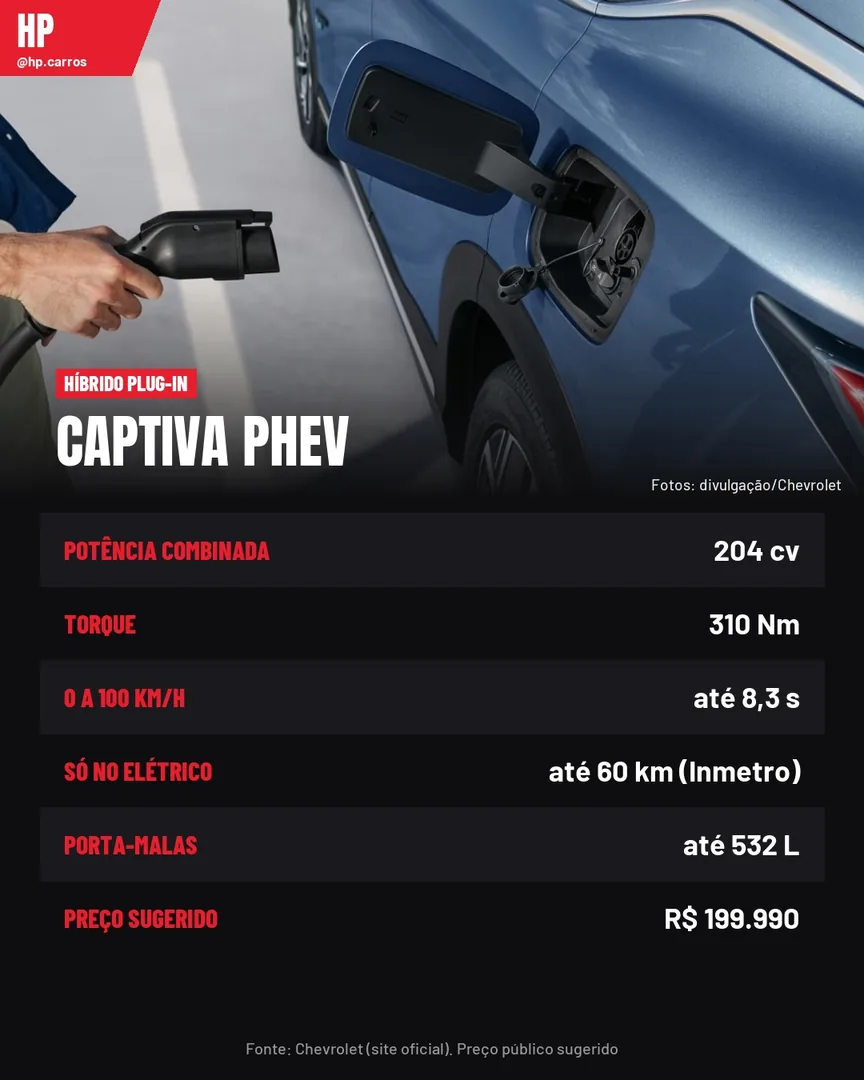 HP
@hp.carros
HÍBRIDO PLUG-IN
CAPTIVA PHEV
Fotos: divulgação/Chevrolet
POTÊNCIA COMBINADA 204 cv
TORQUE 310 Nm
0 A 100 KM/H até 8,3 s
SÓ NO ELÉTRICO até 60 km (Inmetro)
PORTA-MALAS até 532 L
PREÇO SUGERIDO R$ 199.990
Fonte: Chevrolet (site oficial). Preço público sugerido